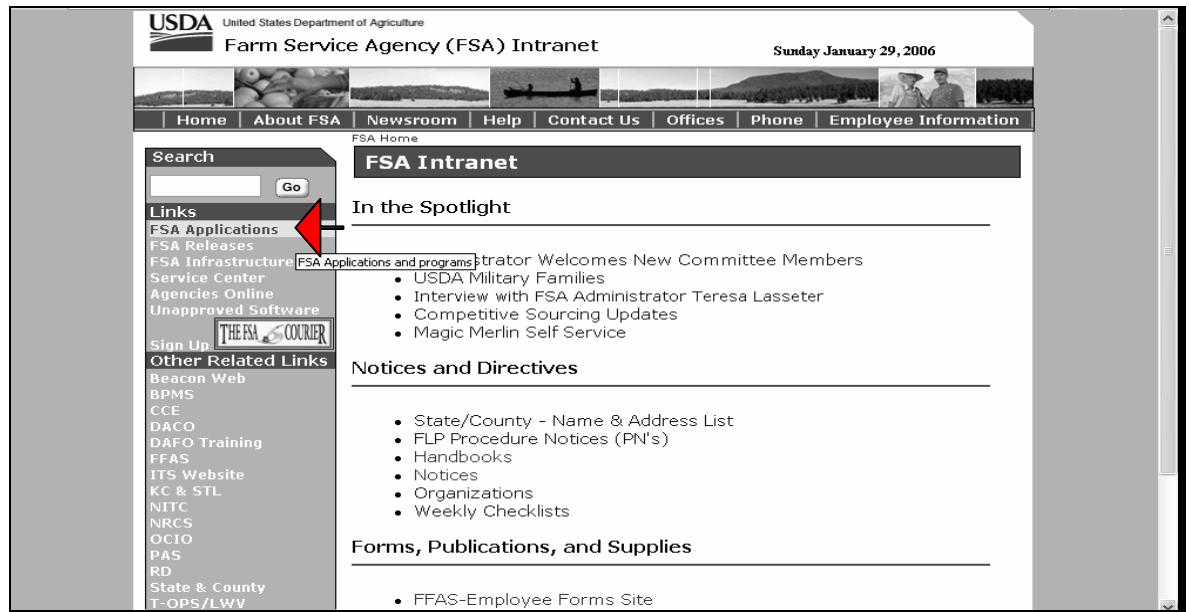 USDA United States Department of Agriculture
Farm Service Agency (FSA) Intranet
Sunday January 29, 2006
Home | About FSA | Newsroom | Help | Contact Us | Offices | Phone | Employee Information
FSA Home
Search
Go
Links
FSA Applications
FSA Releases
FSA Infrastructure
FSA Applications and programs
Service Center
Agencies Online
Unapproved Software
THE FSA COURIER
Sign Up
Other Related Links
Beacon Web
BPMS
CCE
DACO
DAFO Training
FFAS
ITS Website
KC & STL
NITC
NRCS
OCIO
PAS
RD
State & County
T-OPS/LWV
FSA Intranet
In the Spotlight
strator Welcomes New Committee Members
• USDA Military Families
• Interview with FSA Administrator Teresa Lasseter
• Competitive Sourcing Updates
• Magic Merlin Self Service
Notices and Directives
• State/County - Name & Address List
• FLP Procedure Notices (PN's)
• Handbooks
• Notices
• Organizations
• Weekly Checklists
Forms, Publications, and Supplies
• FFAS-Employee Forms Site